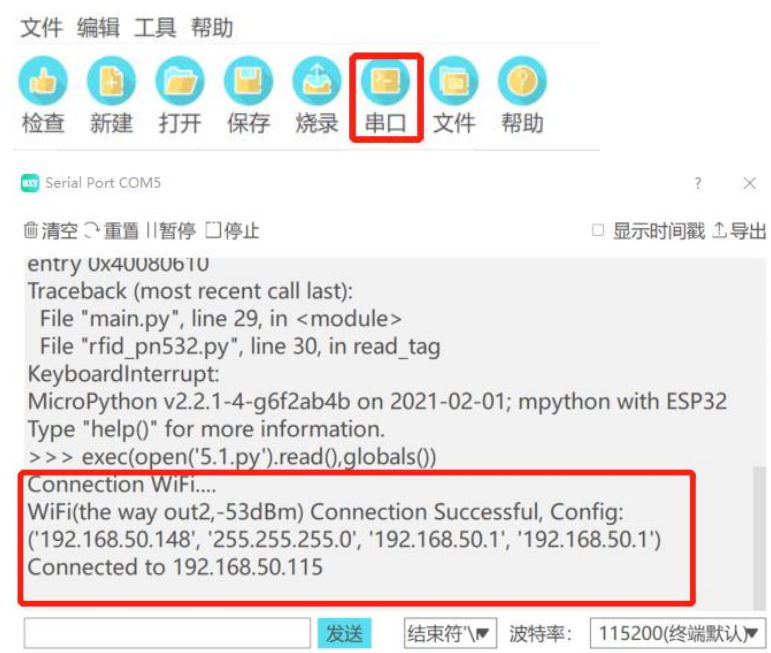 文件 编辑 工具 帮助
检查 新建 打开 保存 烧录 串口 文件 帮助
Serial Port COM5 ?
清空 重置 暂停 停止 显示时间戳 导出
entry 0x40080610
Traceback (most recent call last):
File "main.py", line 29, in <module>
File "rfid_pn532.py", line 30, in read_tag
KeyboardInterrupt:
MicroPython v2.2.1-4-g6f2ab4b on 2021-02-01; mpython with ESP32
Type "help()" for more information.
>>> exec(open('5.1.py').read(),globals())
Connection WiFi....
WiFi(the way out2,-53dBm) Connection Successful, Config:
('192.168.50.148', '255.255.255.0', '192.168.50.1', '192.168.50.1')
Connected to 192.168.50.115
发送 结束符'\ 波特率: 115200(终端默认)